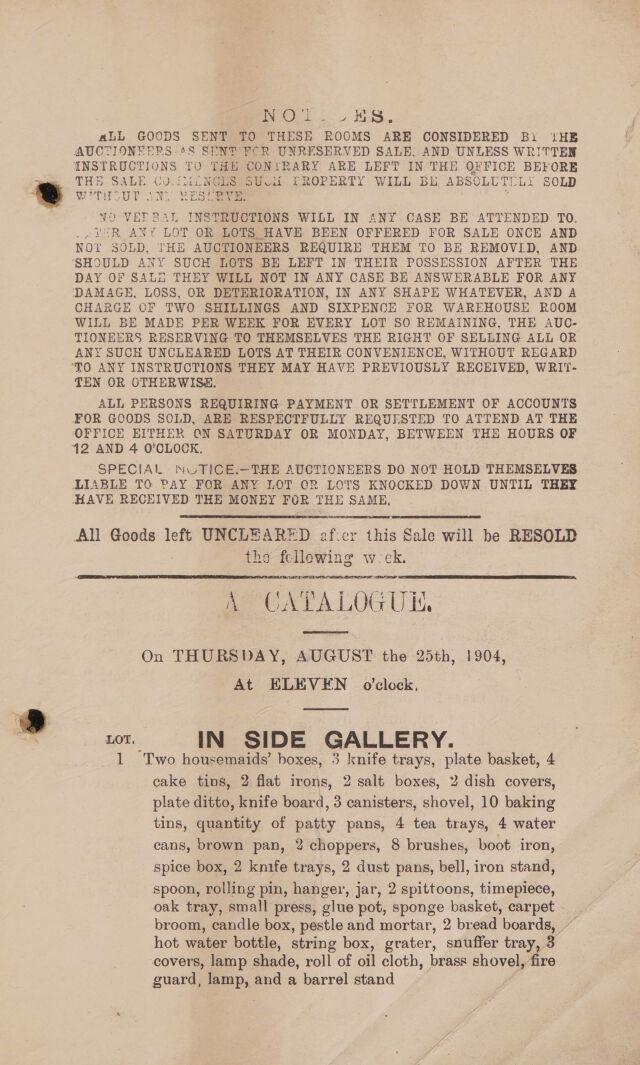 NOTICES.
ALL GOODS SENT TO THESE ROOMS ARE CONSIDERED BY THE
AUCTIONEERS AS SENT FOR UNRESERVED SALE. AND UNLESS WRITTEN
INSTRUCTIONS TO THE CONTRARY ARE LEFT IN THE OFFICE BEFORE
THE SALE COMMENCES SUCH PROPERTY WILL BE ABSOLUTELY SOLD
WITHOUT ANY RESERVE.
NO VERBAL INSTRUCTIONS WILL IN ANY CASE BE ATTENDED TO.
AFTER ANY LOT OR LOTS HAVE BEEN OFFERED FOR SALE ONCE AND
NOT SOLD, THE AUCTIONEERS REQUIRE THEM TO BE REMOVED, AND
SHOULD ANY SUCH LOTS BE LEFT IN THEIR POSSESSION AFTER THE
DAY OF SALE THEY WILL NOT IN ANY CASE BE ANSWERABLE FOR ANY
DAMAGE, LOSS, OR DETERIORATION, IN ANY SHAPE WHATEVER, AND A
CHARGE OF TWO SHILLINGS AND SIXPENCE FOR WAREHOUSE ROOM
WILL BE MADE PER WEEK FOR EVERY LOT SO REMAINING, THE AUC-
TIONEERS RESERVING TO THEMSELVES THE RIGHT OF SELLING ALL OR
ANY SUCH UNCLEARED LOTS AT THEIR CONVENIENCE, WITHOUT REGARD
TO ANY INSTRUCTIONS THEY MAY HAVE PREVIOUSLY RECEIVED, WRIT-
TEN OR OTHERWISE.
ALL PERSONS REQUIRING PAYMENT OR SETTLEMENT OF ACCOUNTS
FOR GOODS SOLD, ARE RESPECTFULLY REQUESTED TO ATTEND AT THE
OFFICE EITHER ON SATURDAY OR MONDAY, BETWEEN THE HOURS OF
12 AND 4 O'CLOCK.
SPECIAL NOTICE.—THE AUCTIONEERS DO NOT HOLD THEMSELVES
LIABLE TO PAY FOR ANY LOT OR LOTS KNOCKED DOWN UNTIL THEY
HAVE RECEIVED THE MONEY FOR THE SAME,
All Goods left UNCLEARED after this Sale will be RESOLD
the following week.
A CATALOGUE.
On THURSDAY, AUGUST the 25th, 1904,
At ELEVEN o'clock,
LOT. IN SIDE GALLERY.
1 Two housemaids' boxes, 3 knife trays, plate basket, 4
cake tins, 2 flat irons, 2 salt boxes, 2 dish covers,
plate ditto, knife board, 3 canisters, shovel, 10 baking
tins, quantity of patty pans, 4 tea trays, 4 water
cans, brown pan, 2 choppers, 8 brushes, boot iron,
spice box, 2 knife trays, 2 dust pans, bell, iron stand,
spoon, rolling pin, hanger, jar, 2 spittoons, timepiece,
oak tray, small press, glue pot, sponge basket, carpet
broom, candle box, pestle and mortar, 2 bread boards,
hot water bottle, string box, grater, snuffer tray, 3
covers, lamp shade, roll of oil cloth, brass shovel, fire
guard, lamp, and a barrel stand